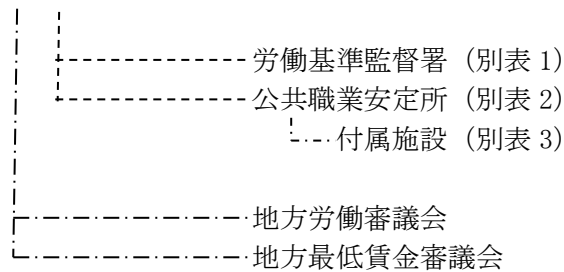 労働基準監督署（別表 1）
公共職業安定所（別表 2）
付属施設（別表 3）
地方労働審議会
地方最低賃金審議会